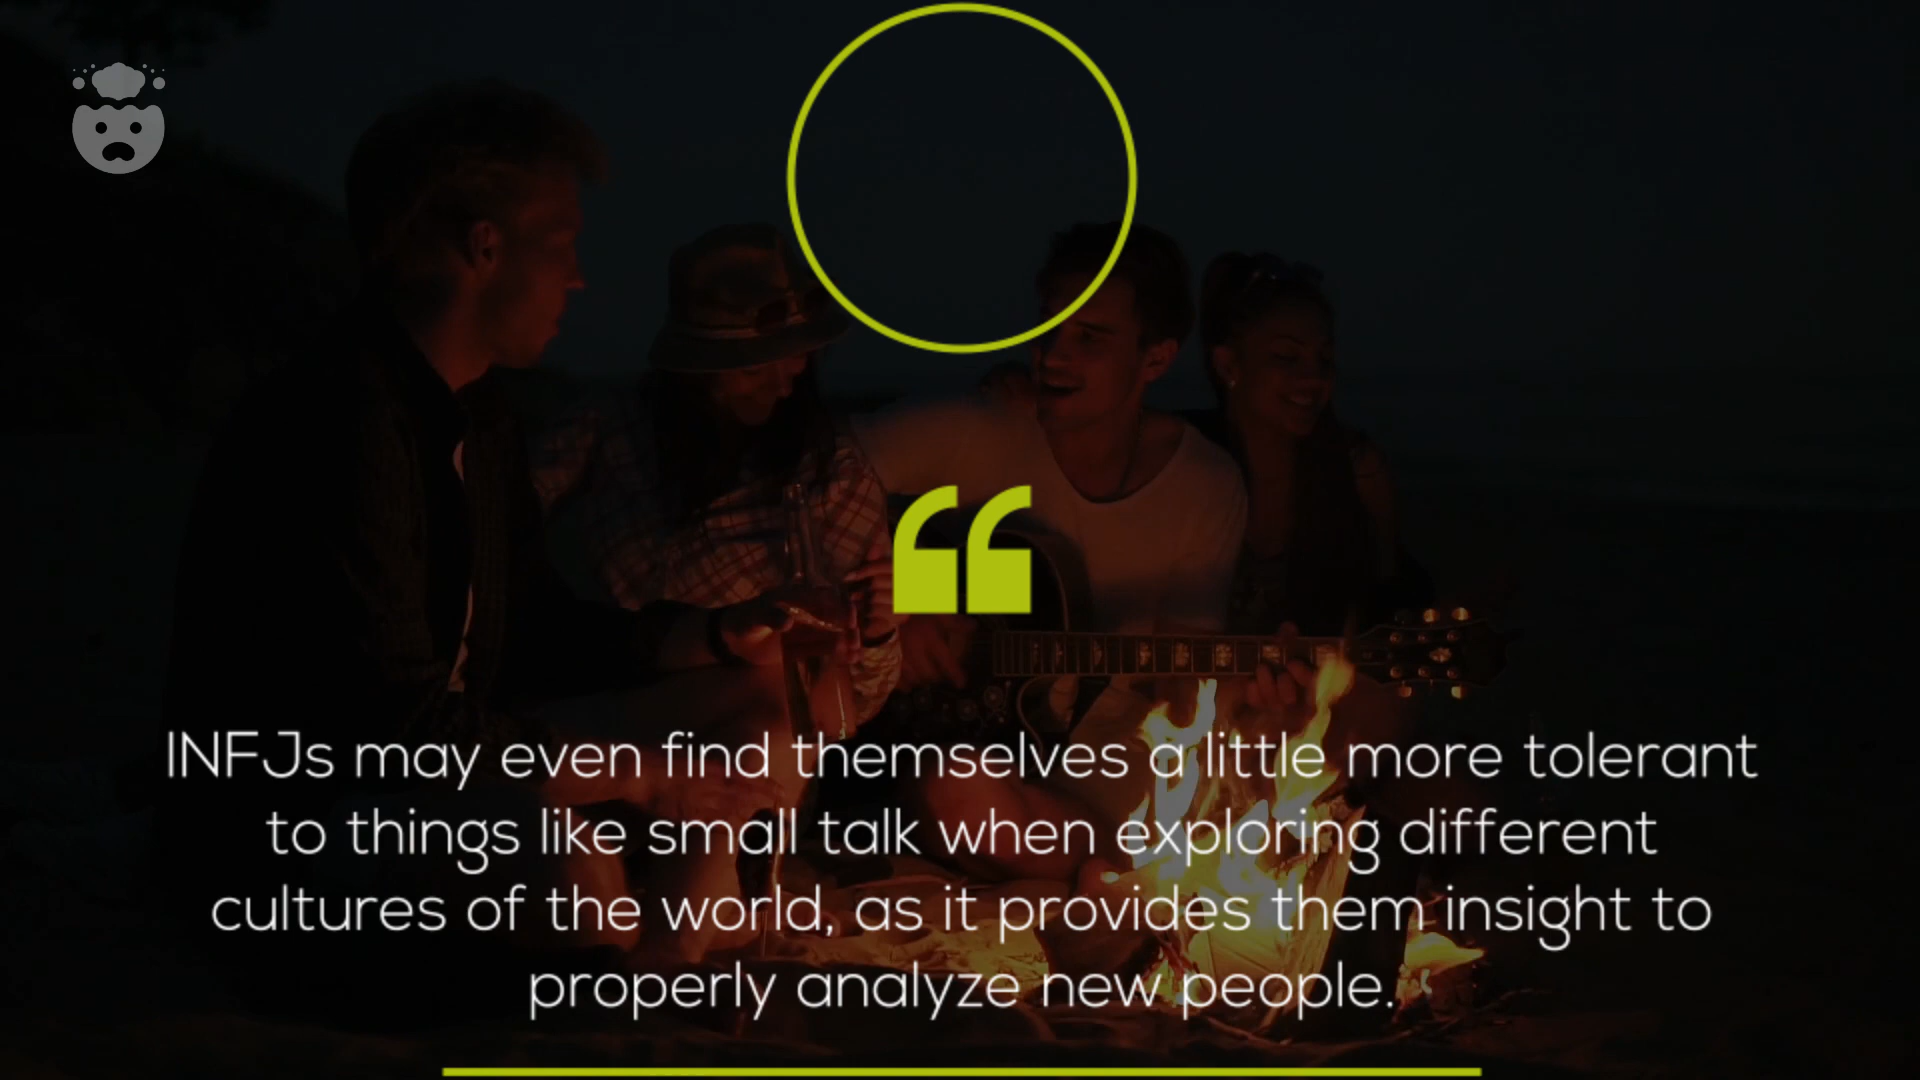 INFJs may even find themselves a little more tolerant
to things like small talk when exploring different
cultures of the world, as it provides them insight to
properly analyze new people.